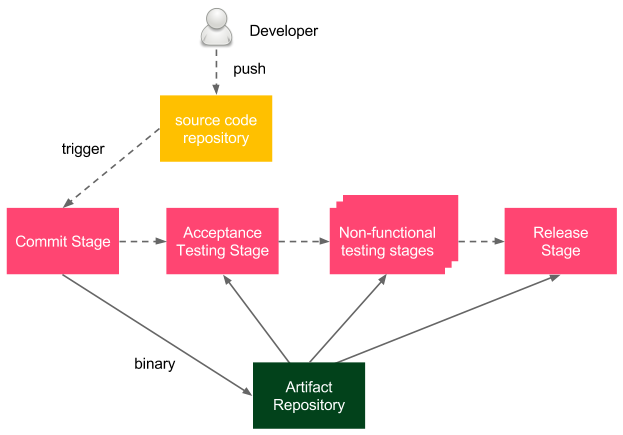 Developer
push
source code
repository
trigger
Commit Stage
Acceptance
Testing Stage
Non-functional
testing stages
Release
Stage
binary
Artifact
Repository